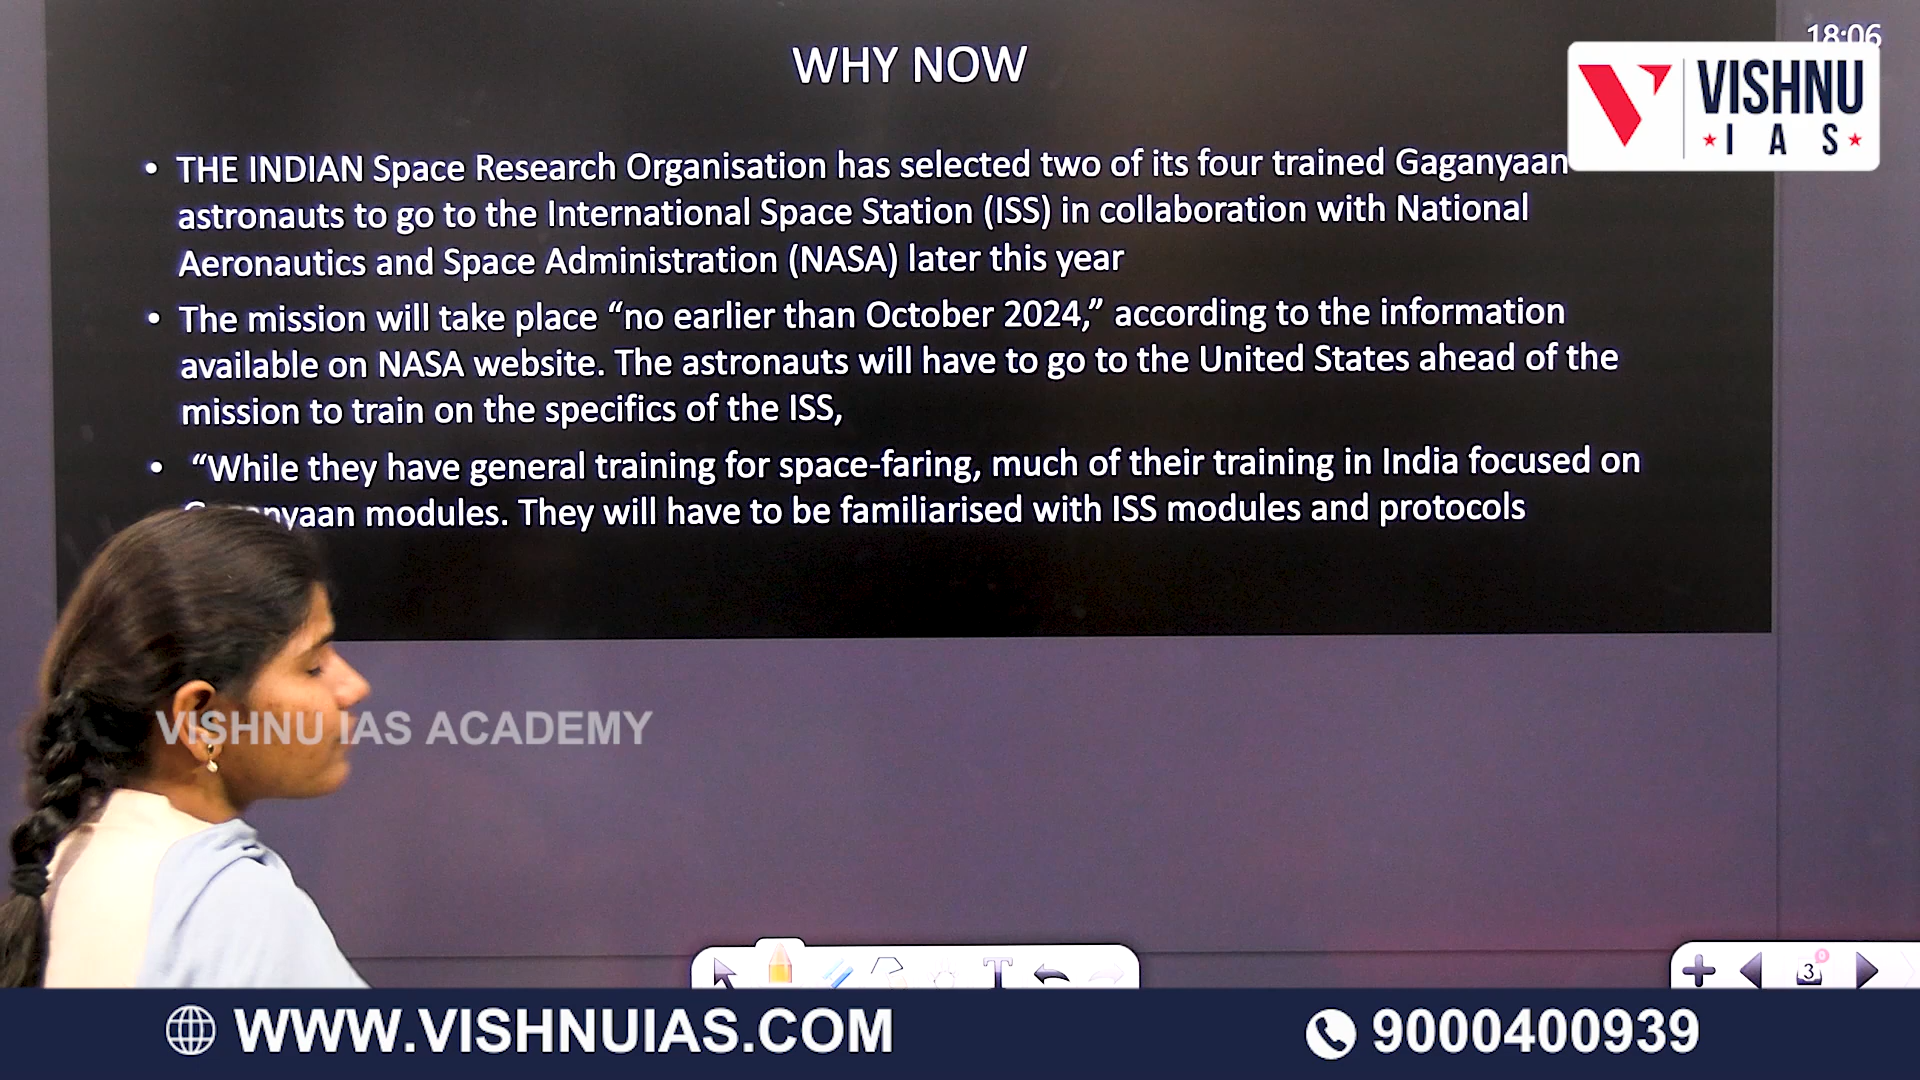 WHY NOW
18:06
VISHNU
IAS
• THE INDIAN Space Research Organisation has selected two of its four trained Gaganyaan
astronauts to go to the International Space Station (ISS) in collaboration with National
Aeronautics and Space Administration (NASA) later this year
• The mission will take place “no earlier than October 2024,” according to the information
available on NASA website. The astronauts will have to go to the United States ahead of the
mission to train on the specifics of the ISS,
• “While they have general training for space-faring, much of their training in India focused on
Gaganyaan modules. They will have to be familiarised with ISS modules and protocols
VISHNU IAS ACADEMY
T
3
WWW.VISHNUIAS.COM
9000400939